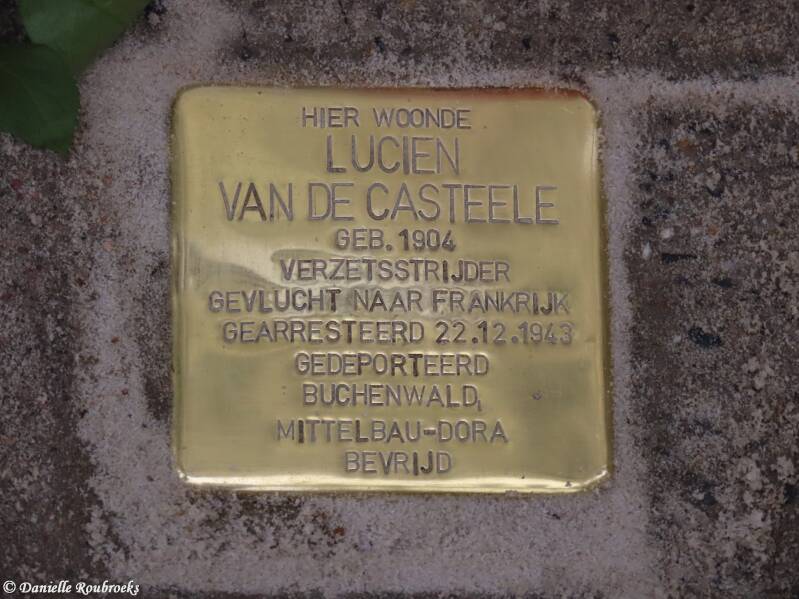 HIER WOONDE
LUCIEN
VAN DE CASTEELE
GEB. 1904
VERZETSSTRIJDER
GEVLUCHT NAAR FRANKRIJK
GEARRESTEERD 22.12.1943
GEDEPORTEERD
BUCHENWALD,
MITTELBAU-DORA
BEVRIJD
© Danielle Roubroeks